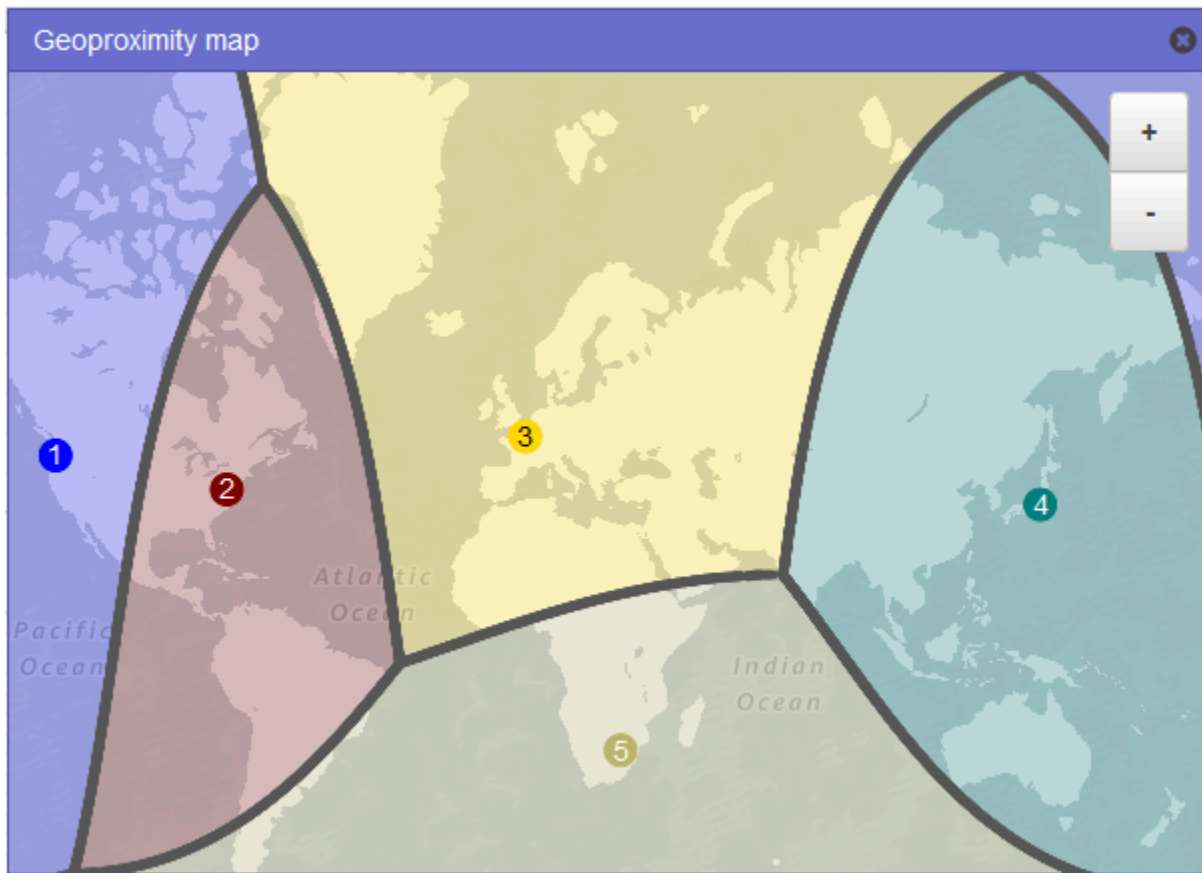 Geoproximity map
+
-
1
2
3
4
5
Atlantic
Ocean
Pacific
Ocean
Indian
Ocean